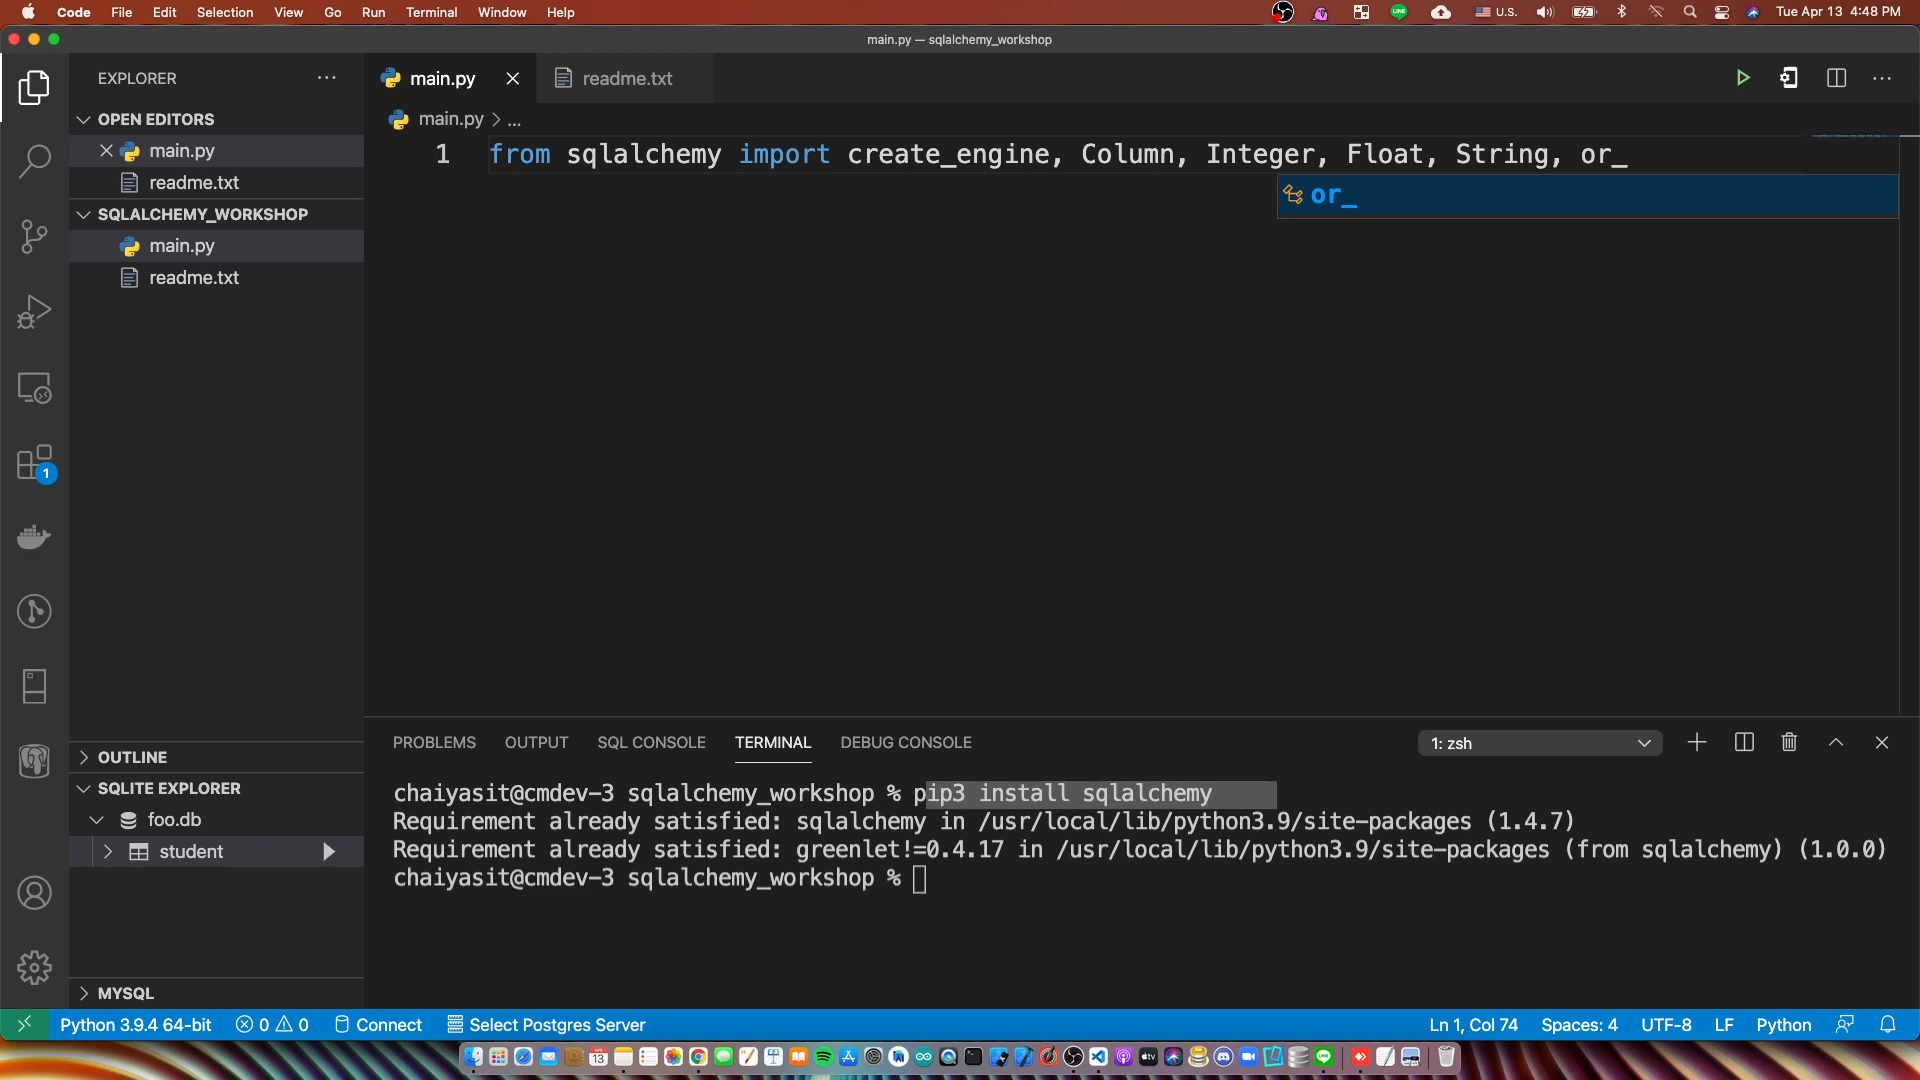 Code File Edit Selection View Go Run Terminal Window Help
U.S. Tue Apr 13 4:48 PM
main.py — sqlalchemy_workshop
EXPLORER
OPEN EDITORS
main.py
readme.txt
SQLALCHEMY_WORKSHOP
main.py
readme.txt
OUTLINE
SQLITE EXPLORER
foo.db
student
MYSQL
1
main.py readme.txt
main.py > ...
1 from sqlalchemy import create_engine, Column, Integer, Float, String, or_
or_
PROBLEMS OUTPUT SQL CONSOLE TERMINAL DEBUG CONSOLE
1: zsh
chaiyasit@cmdev-3 sqlalchemy_workshop % pip3 install sqlalchemy
Requirement already satisfied: sqlalchemy in /usr/local/lib/python3.9/site-packages (1.4.7)
Requirement already satisfied: greenlet!=0.4.17 in /usr/local/lib/python3.9/site-packages (from sqlalchemy) (1.0.0)
chaiyasit@cmdev-3 sqlalchemy_workshop %
Python 3.9.4 64-bit 0 0 Connect Select Postgres Server
Ln 1, Col 74 Spaces: 4 UTF-8 LF Python